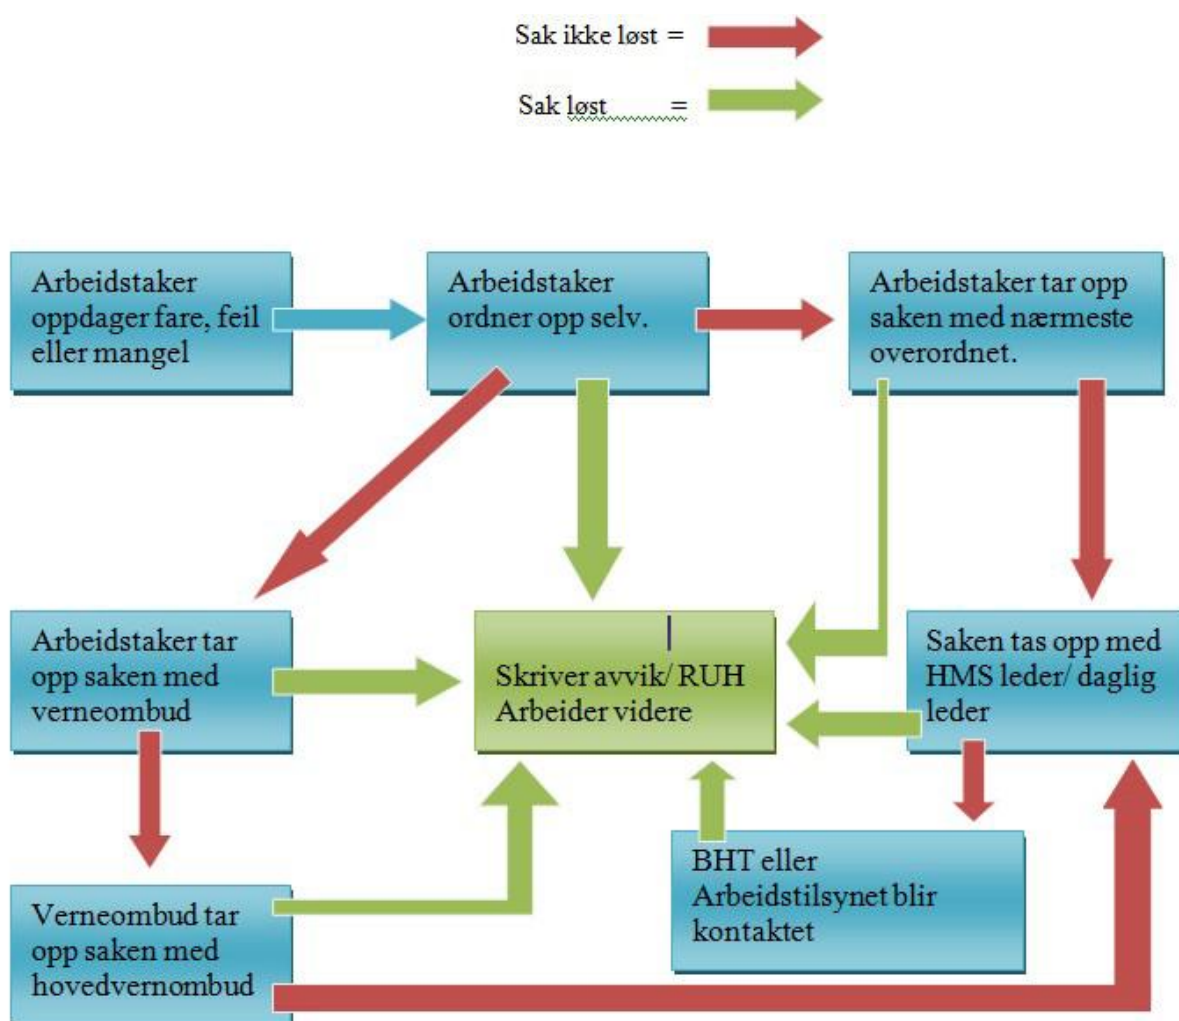 Sak ikke løst =
Sak løst =
Arbeidstaker
oppdager fare, feil
eller mangel
Arbeidstaker
ordner opp selv.
Arbeidstaker tar opp
saken med nærmeste
overordnet.
Arbeidstaker tar
opp saken med
verneombud
Skriver avvik/ RUH
Arbeider videre
Saken tas opp med
HMS leder/ daglig
leder
Verneombud tar
opp saken med
hovedvernombud
BHT eller
Arbeidstilsynet blir
kontaktet